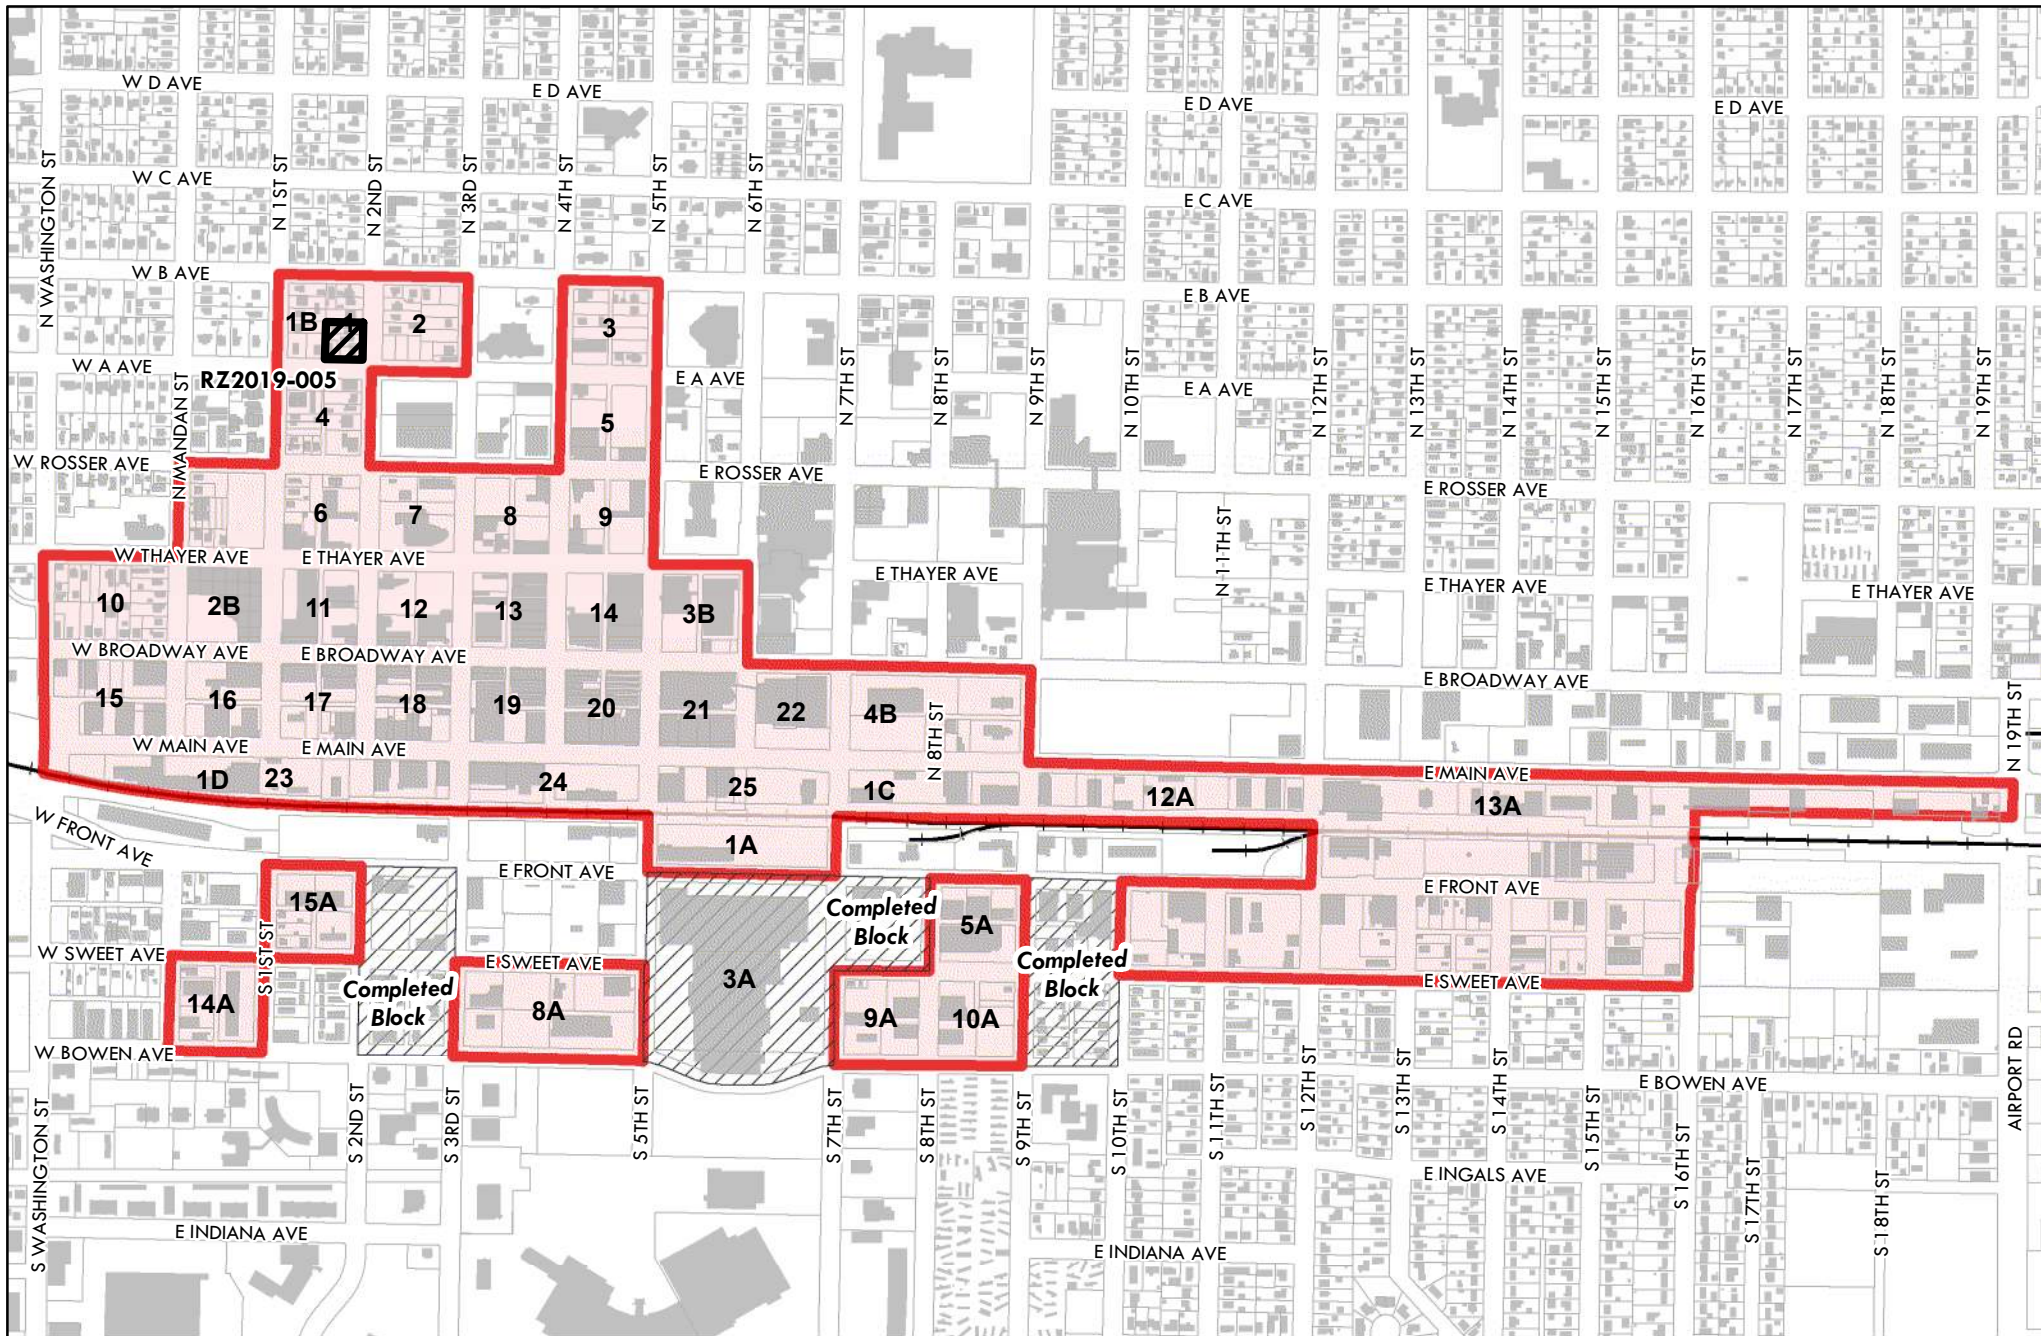 W D AVE
E D AVE
E D AVE
E D AVE
N WASHINGTON ST
W C AVE
N 1ST ST
N 2ND ST
N 3RD ST
N 4TH ST
N 5TH ST
N 6TH ST
E C AVE
W B AVE
E B AVE
1B
2
3
W A AVE
RZ2019-005
E A AVE
E A AVE
N MANDAN ST
N 7TH ST
N 8TH ST
N 9TH ST
N 10TH ST
N 12TH ST
N 13TH ST
N 14TH ST
N 15TH ST
N 16TH ST
N 17TH ST
N 18TH ST
N 19TH ST
4
5
W ROSSER AVE
E ROSSER AVE
E ROSSER AVE
6
7
8
9
N 11TH ST
W THAYER AVE
E THAYER AVE
E THAYER AVE
E THAYER AVE
E THAYER AVE
10
2B
11
12
13
14
3B
W BROADWAY AVE
E BROADWAY AVE
E BROADWAY AVE
15
16
17
18
19
20
21
22
4B
N 8TH ST
N 19TH ST
W MAIN AVE
E MAIN AVE
E MAIN AVE
1D
23
24
25
1C
12A
13A
W FRONT AVE
1A
E FRONT AVE
E FRONT AVE
15A
Completed
Block
5A
W SWEET AVE
S 1ST ST
E SWEET AVE
E SWEET AVE
Completed
Block
Completed
Block
3A
14A
8A
9A
10A
W BOWEN AVE
E BOWEN AVE
AIRPORT RD
S WASHINGTON ST
S 2ND ST
S 3RD ST
S 5TH ST
S 7TH ST
S 8TH ST
S 9TH ST
S 10TH ST
S 11TH ST
S 12TH ST
S 13TH ST
S 14TH ST
S 15TH ST
S 16TH ST
S 17TH ST
S 18TH ST
E INGALS AVE
E INDIANA AVE
E INDIANA AVE